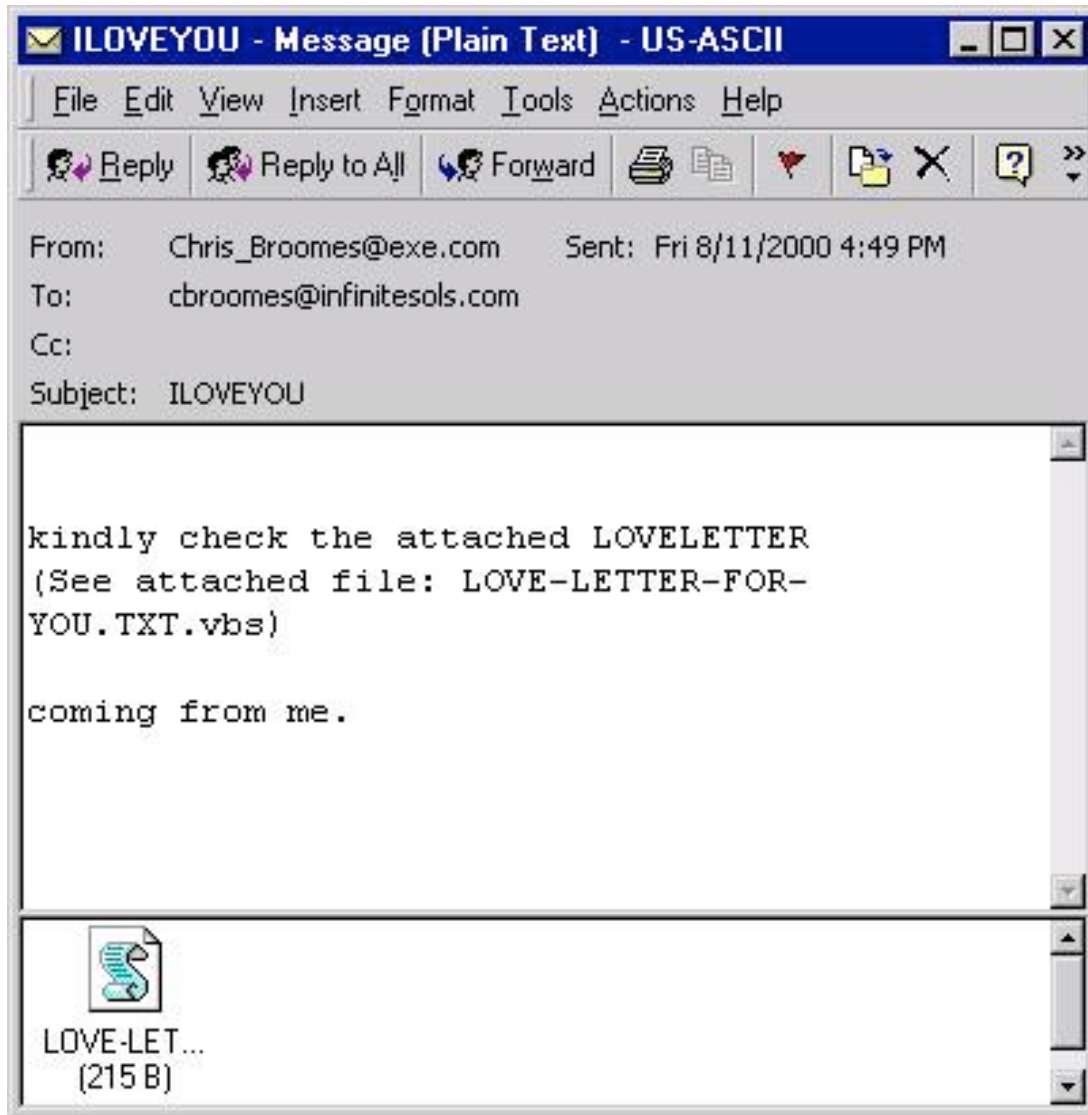 ILOVEYOU - Message (Plain Text) - US-ASCII
File Edit View Insert Format Tools Actions Help
Reply Reply to All Forward
From: Chris_Broomes@exe.com Sent: Fri 8/11/2000 4:49 PM
To: cbroomes@infinitesols.com
Cc:
Subject: ILOVEYOU
kindly check the attached LOVELETTER
(See attached file: LOVE-LETTER-FOR-
YOU.TXT.vbs)
coming from me.
LOVE-LET...
(215 B)